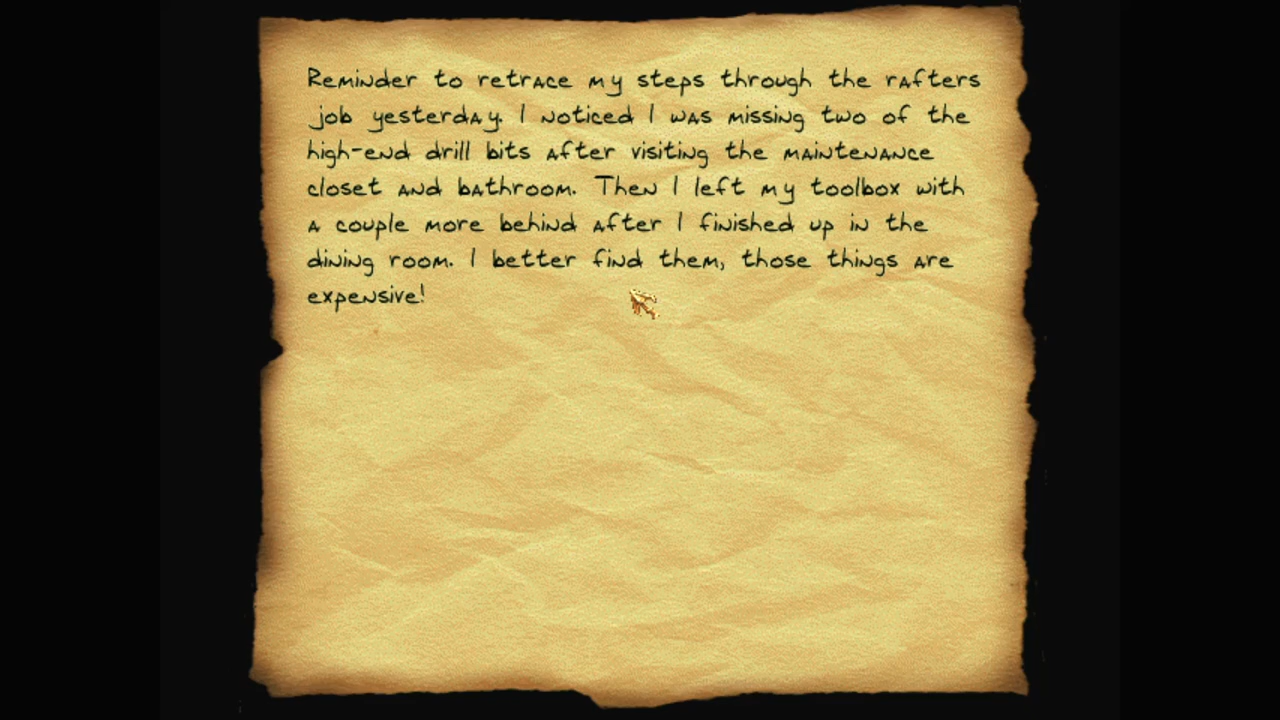 Reminder to retrace my steps through the rafters
job yesterday. I noticed I was missing two of the
high-end drill bits after visiting the maintenance
closet and bathroom. Then I left my toolbox with
a couple more behind after I finished up in the
dining room. I better find them, those things are
expensive!